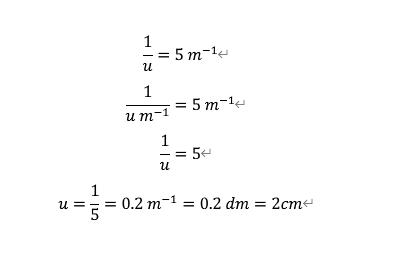 1/u = 5 m⁻¹↵
1/(u m⁻¹) = 5 m⁻¹↵
1/u = 5↵
u = 1/5 = 0.2 m⁻¹ = 0.2 dm = 2cm↵